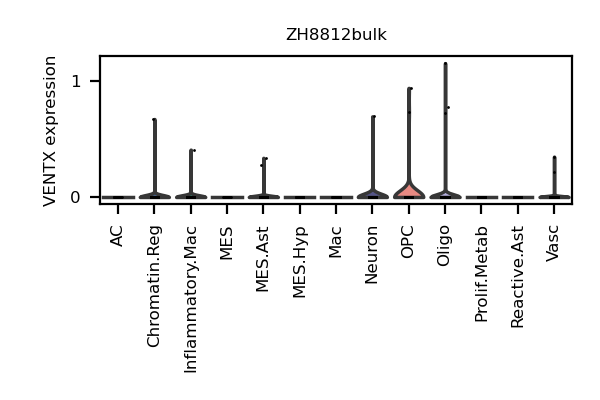 ZH8812bulk
VENTX expression
1
0
AC
Chromatin.Reg
Inflammatory.Mac
MES
MES.Ast
MES.Hyp
Mac
Neuron
OPC
Oligo
Prolif.Metab
Reactive.Ast
Vasc